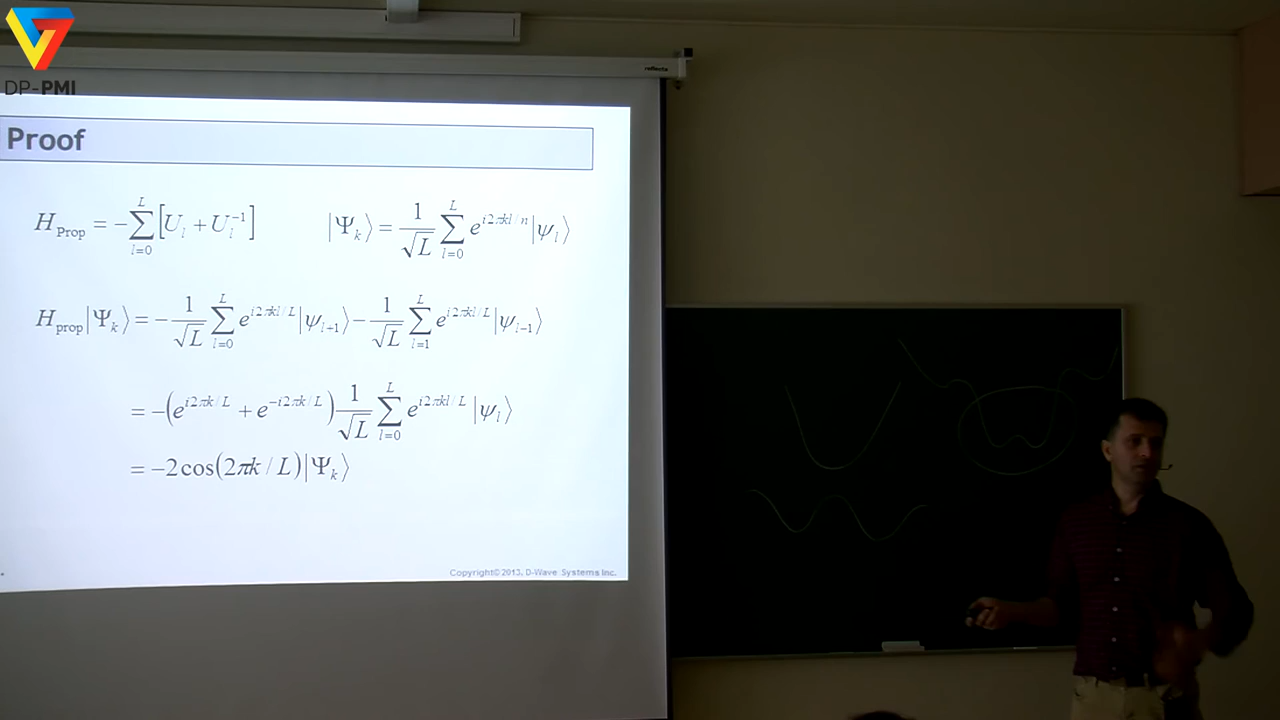 DP-PMI
reflecta
Proof
H_Prop = −∑_{l=0}^{L} [U_l + U_l^{−1}]   |Ψ_k⟩ = 1/√L ∑_{l=0}^{L} e^{i2πkl/n} |ψ_l⟩
H_prop|Ψ_k⟩ = −1/√L ∑_{l=0}^{L} e^{i2πkl/L} |ψ_{l+1}⟩ − 1/√L ∑_{l=1}^{L} e^{i2πkl/L} |ψ_{l−1}⟩
= −(e^{i2πk/L} + e^{−i2πk/L}) 1/√L ∑_{l=0}^{L} e^{i2πkl/L} |ψ_l⟩
= −2cos(2πk/L)|Ψ_k⟩
Copyright© 2013, D-Wave Systems Inc.